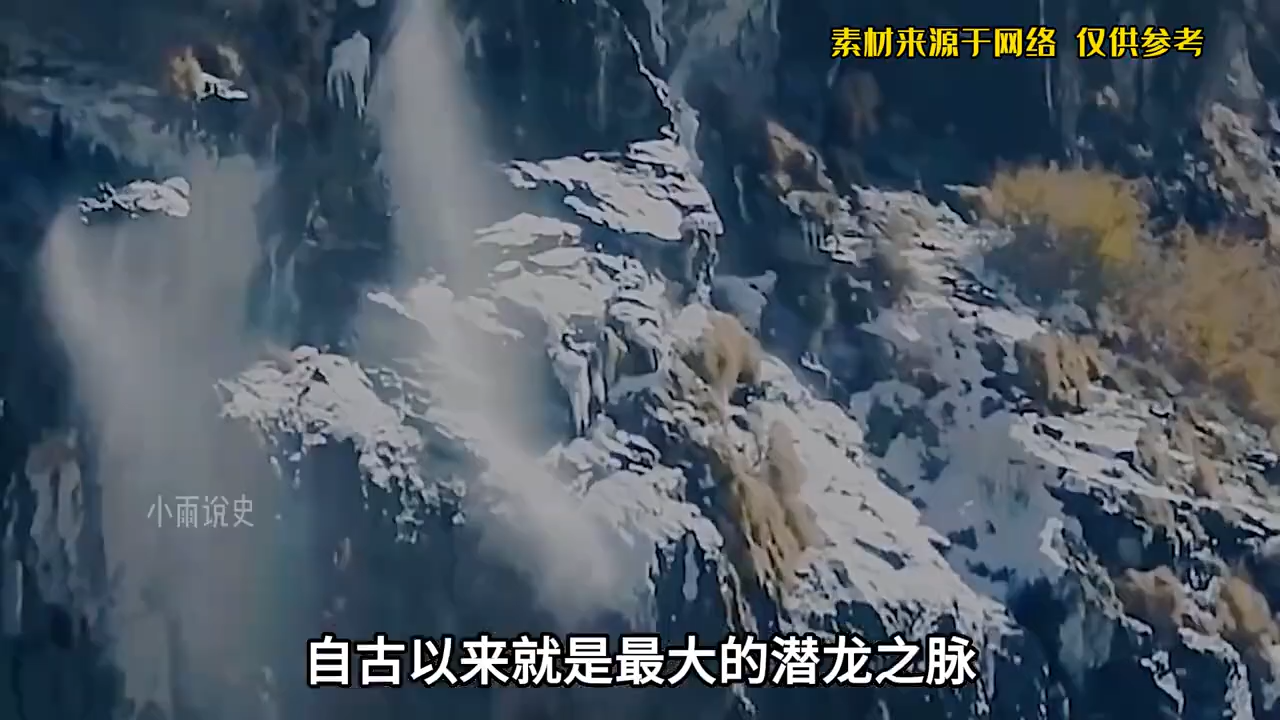 素材来源于网络 仅供参考
小雨说史
自古以来就是最大的潜龙之脉